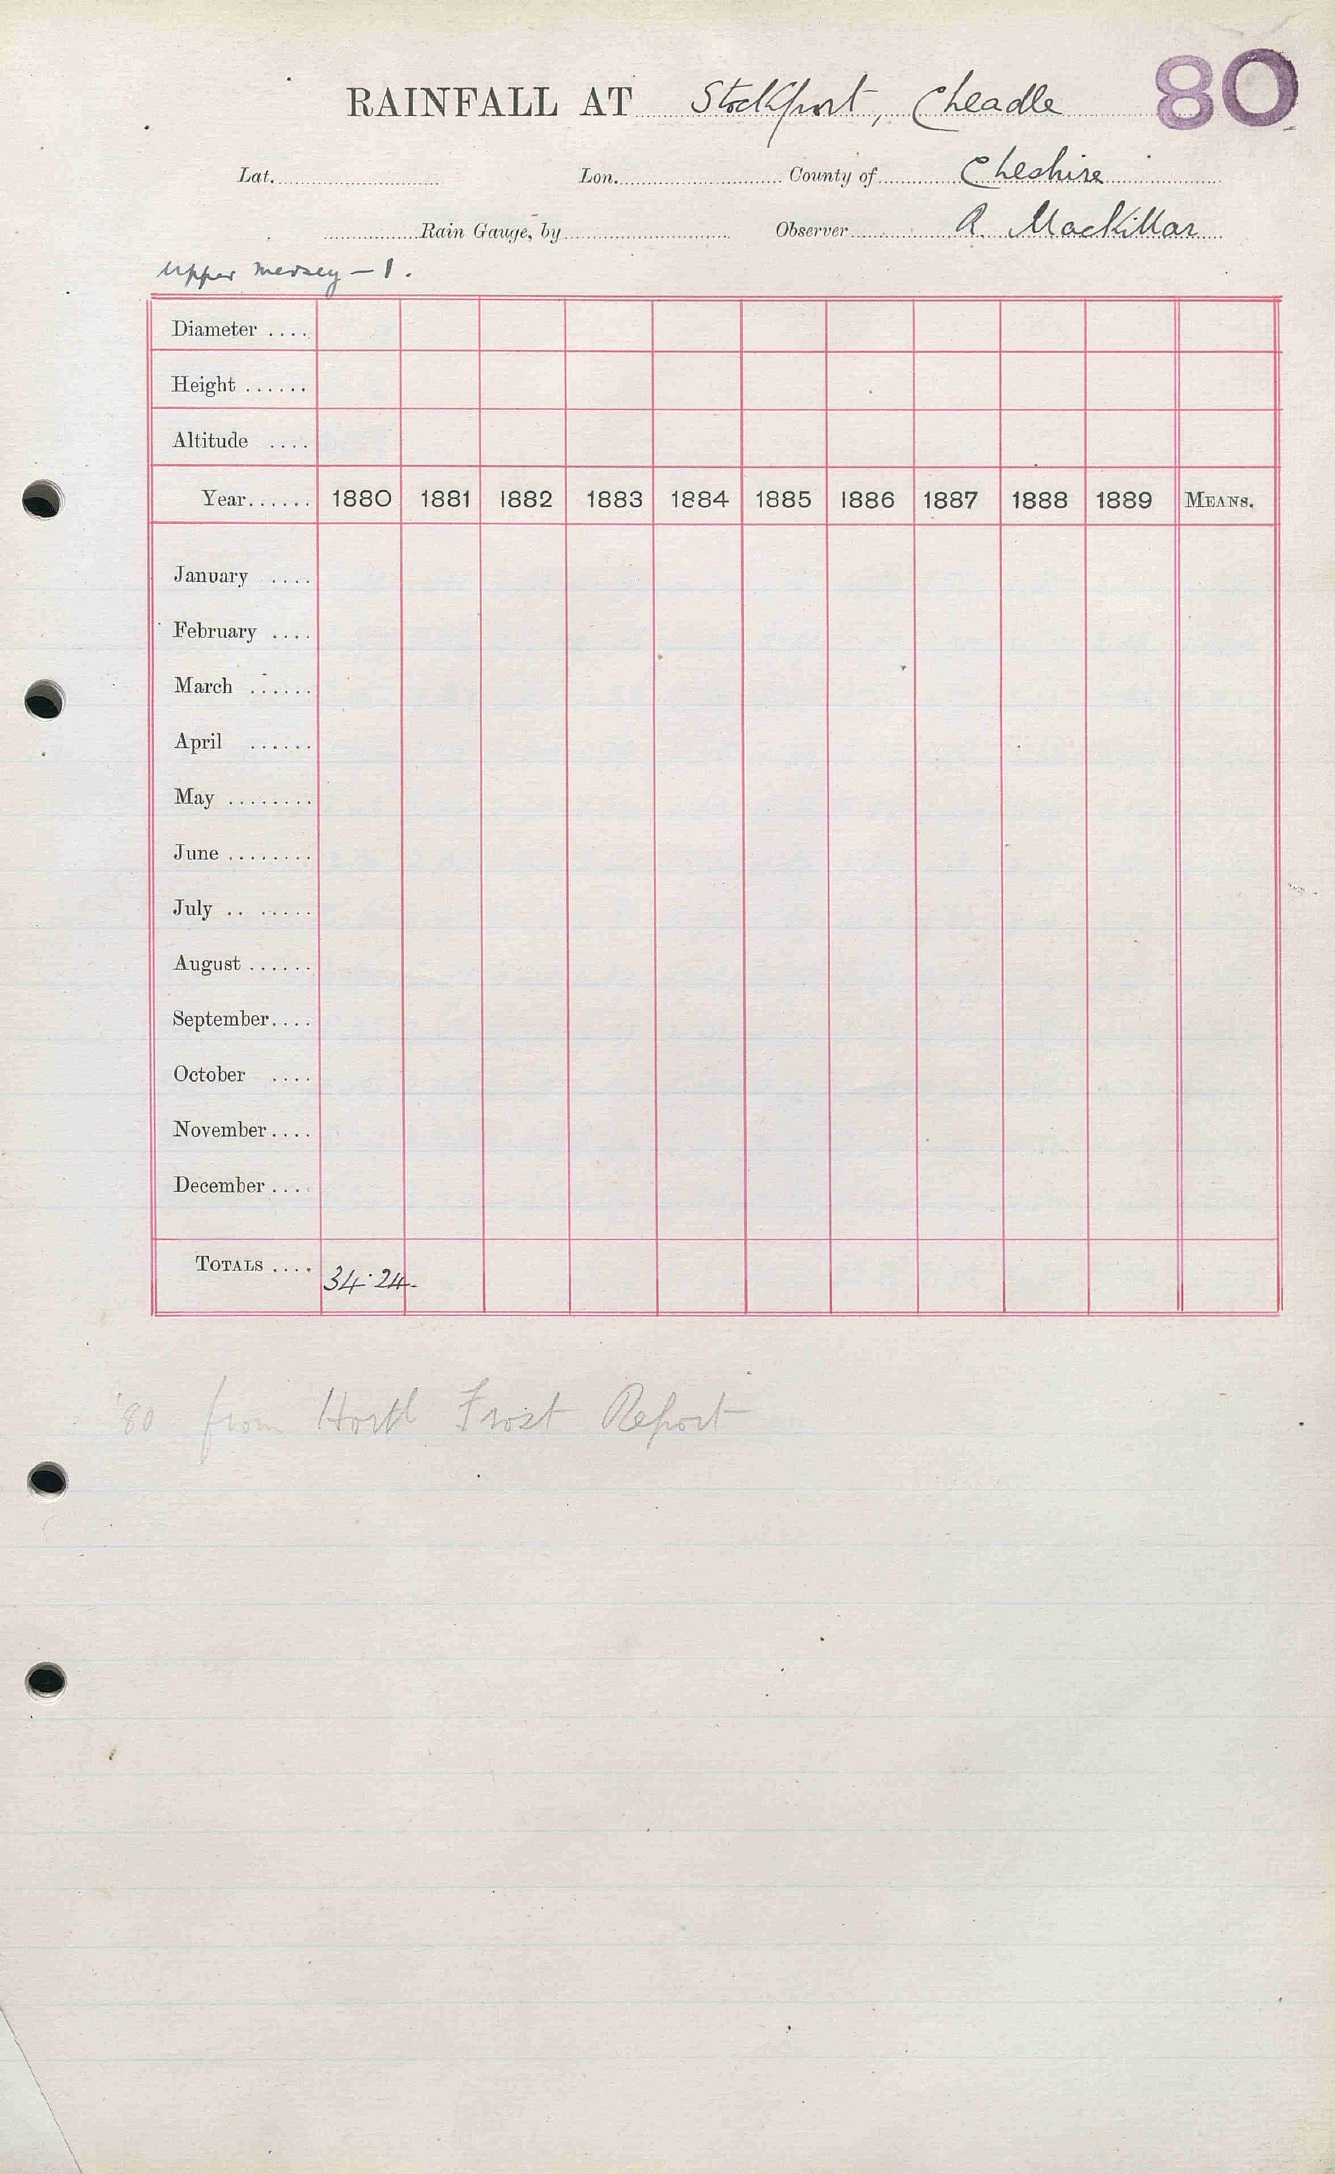 RAINFALL AT Stockport, Cheadle 80
Lat. Lon. County of Cheshire
Rain Gauge, by Observer A. MacKillar
Upper Mersey – 1.
Diameter ....
Height ......
Altitude ....
Year...... 1880 1881 1882 1883 1884 1885 1886 1887 1888 1889 MEANS.
January ....
February ....
March ......
April ......
May ........
June ........
July .. ......
August ......
September....
October ....
November....
December ....
TOTALS .... 34.24.
'80 from Frost Report